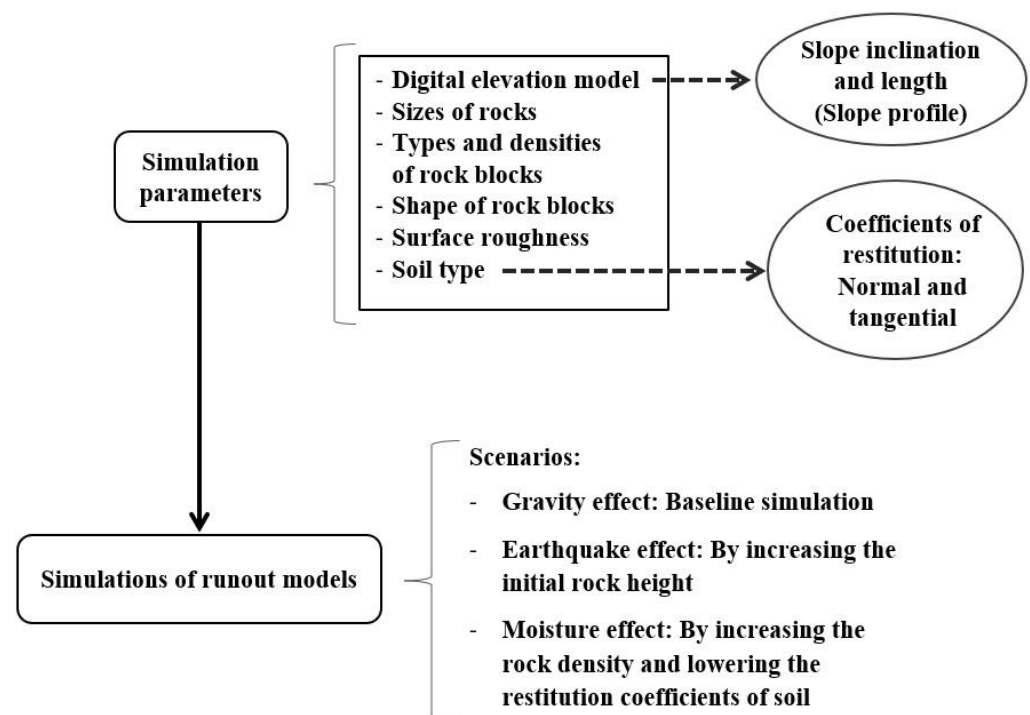 Simulation
parameters
- Digital elevation model
- Sizes of rocks
- Types and densities
of rock blocks
- Shape of rock blocks
- Surface roughness
- Soil type
Slope inclination
and length
(Slope profile)
Coefficients of
restitution:
Normal and
tangential
Simulations of runout models
Scenarios:
- Gravity effect: Baseline simulation
- Earthquake effect: By increasing the
initial rock height
- Moisture effect: By increasing the
rock density and lowering the
restitution coefficients of soil